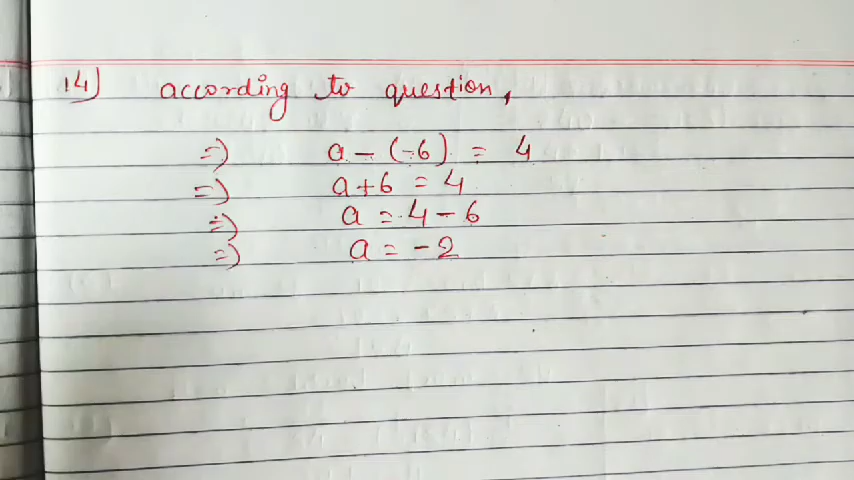 14) according to question,
=) a - (-6) = 4
=) a + 6 = 4
=) a = 4 - 6
=) a = - 2